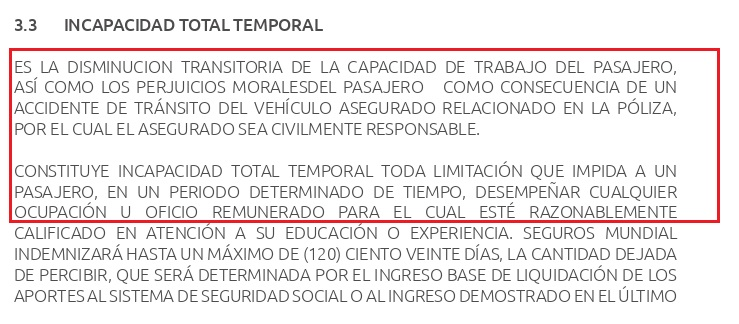 3.3 INCAPACIDAD TOTAL TEMPORAL
ES LA DISMINUCION TRANSITORIA DE LA CAPACIDAD DE TRABAJO DEL PASAJERO,
ASÍ COMO LOS PERJUICIOS MORALESDEL PASAJERO COMO CONSECUENCIA DE UN
ACCIDENTE DE TRÁNSITO DEL VEHÍCULO ASEGURADO RELACIONADO EN LA PÓLIZA,
POR EL CUAL EL ASEGURADO SEA CIVILMENTE RESPONSABLE.
CONSTITUYE INCAPACIDAD TOTAL TEMPORAL TODA LIMITACIÓN QUE IMPIDA A UN
PASAJERO, EN UN PERIODO DETERMINADO DE TIEMPO, DESEMPEÑAR CUALQUIER
OCUPACIÓN U OFICIO REMUNERADO PARA EL CUAL ESTÉ RAZONABLEMENTE
CALIFICADO EN ATENCIÓN A SU EDUCACIÓN O EXPERIENCIA. SEGUROS MUNDIAL
INDEMNIZARÁ HASTA UN MÁXIMO DE (120) CIENTO VEINTE DÍAS, LA CANTIDAD DEJADA
DE PERCIBIR, QUE SERÁ DETERMINADA POR EL INGRESO BASE DE LIQUIDACIÓN DE LOS
APORTES AL SISTEMA DE SEGURIDAD SOCIAL O AL INGRESO DEMOSTRADO EN EL ÚLTIMO